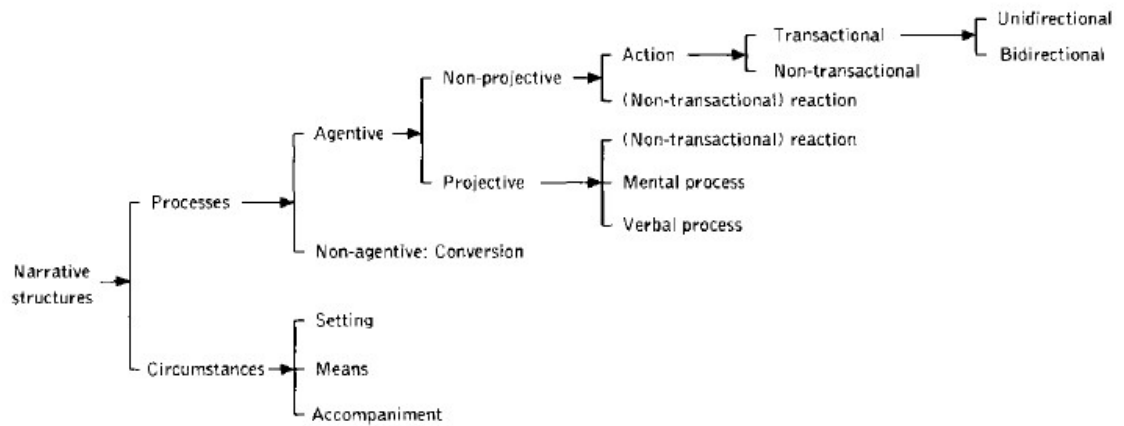 Unidirectional
Transactional
Bidirectional
Action
Non-transactional
Non-projective
(Non-transactional) reaction
Agentive
(Non-transactional) reaction
Projective
Mental process
Processes
Verbal process
Non-agentive: Conversion
Narrative
structures
Setting
Circumstances
Means
Accompaniment